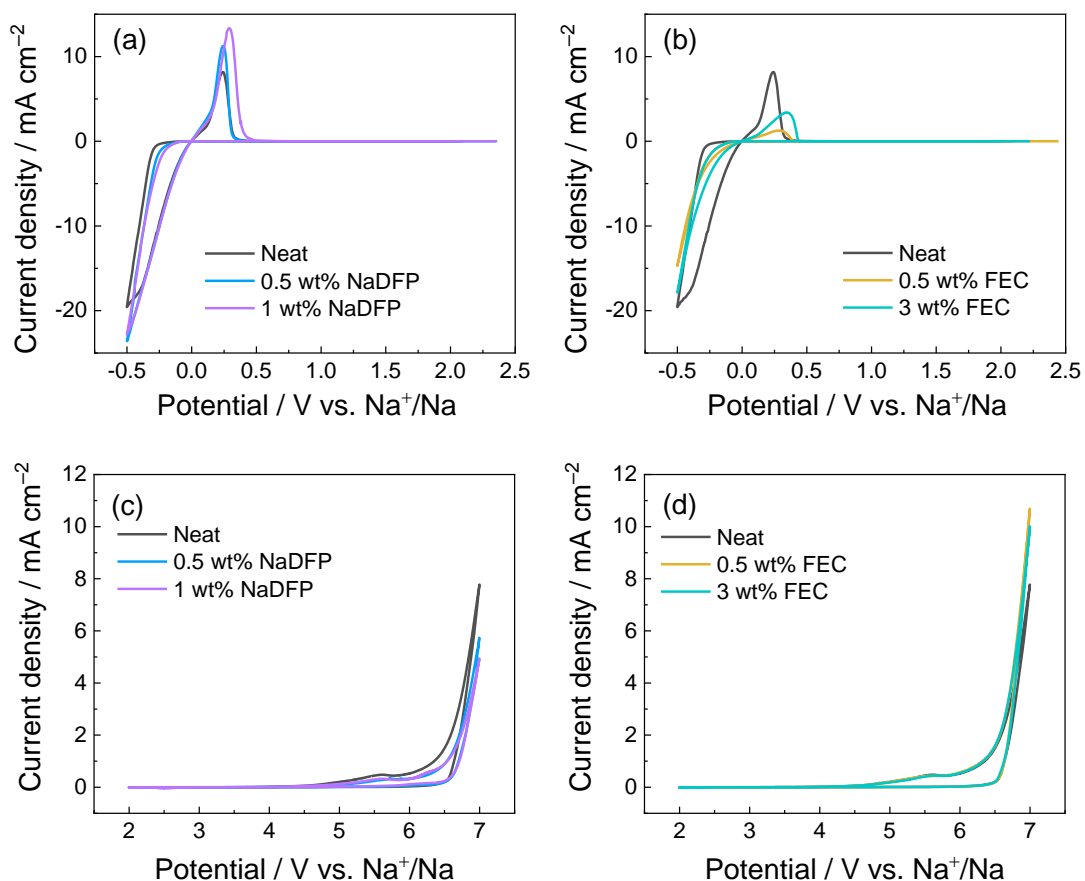 (a)
Current density / mA cm⁻²
10
0
-10
-20
Neat
0.5 wt% NaDFP
1 wt% NaDFP
-0.5 0.0 0.5 1.0 1.5 2.0 2.5
Potential / V vs. Na⁺/Na
(b)
Current density / mA cm⁻²
10
0
-10
-20
Neat
0.5 wt% FEC
3 wt% FEC
-0.5 0.0 0.5 1.0 1.5 2.0 2.5
Potential / V vs. Na⁺/Na
(c)
Current density / mA cm⁻²
12
10
8
6
4
2
0
Neat
0.5 wt% NaDFP
1 wt% NaDFP
2 3 4 5 6 7
Potential / V vs. Na⁺/Na
(d)
Current density / mA cm⁻²
12
10
8
6
4
2
0
Neat
0.5 wt% FEC
3 wt% FEC
2 3 4 5 6 7
Potential / V vs. Na⁺/Na